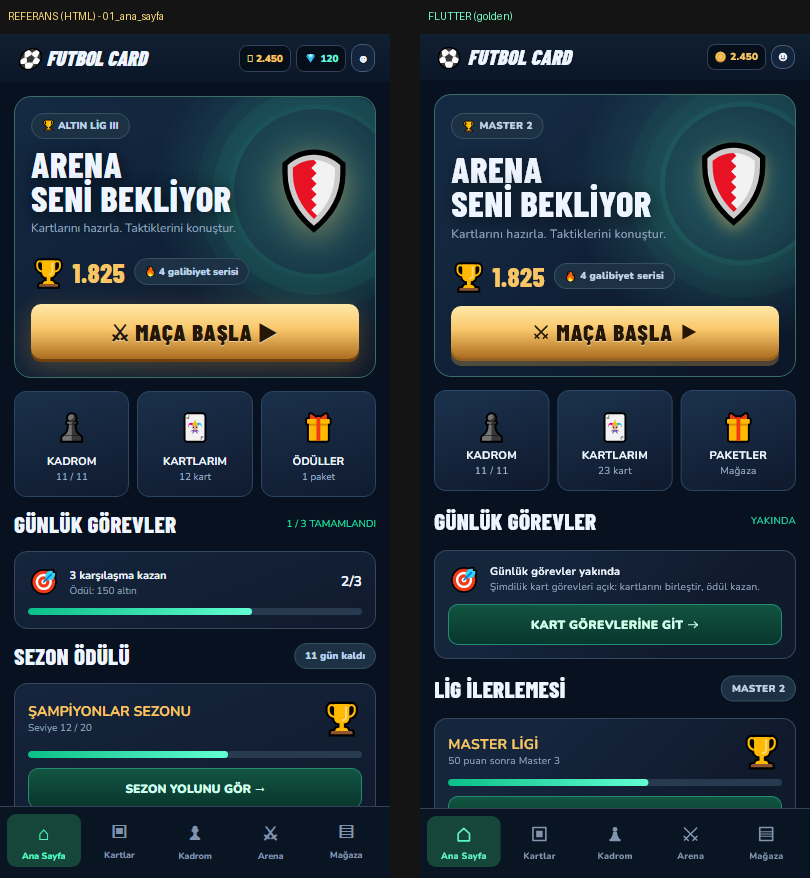 REFERANS (HTML) - 01_ana_sayfa
FUTBOL CARD
2.450
120
ALTIN LİG III
ARENA
SENİ BEKLİYOR
Kartlarını hazırla. Taktiklerini konuştur.
1.825
4 galibiyet serisi
MAÇA BAŞLA
KADROM
11 / 11
KARTLARIM
12 kart
ÖDÜLLER
1 paket
GÜNLÜK GÖREVLER
1 / 3 TAMAMLANDI
3 karşılaşma kazan
Ödül: 150 altın
2/3
SEZON ÖDÜLÜ
11 gün kaldı
ŞAMPİYONLAR SEZONU
Seviye 12 / 20
SEZON YOLUNU GÖR →
Ana Sayfa
Kartlar
Kadrom
Arena
Mağaza
FLUTTER (golden)
FUTBOL CARD
2.450
MASTER 2
ARENA
SENİ BEKLİYOR
Kartlarını hazırla. Taktiklerini konuştur.
1.825
4 galibiyet serisi
MAÇA BAŞLA
KADROM
11 / 11
KARTLARIM
23 kart
PAKETLER
Mağaza
GÜNLÜK GÖREVLER
YAKINDA
Günlük görevler yakında
Şimdilik kart görevleri açık: kartlarını birleştir, ödül kazan.
KART GÖREVLERİNE GİT →
LİG İLERLEMESİ
MASTER 2
MASTER LİGİ
50 puan sonra Master 3
Ana Sayfa
Kartlar
Kadrom
Arena
Mağaza